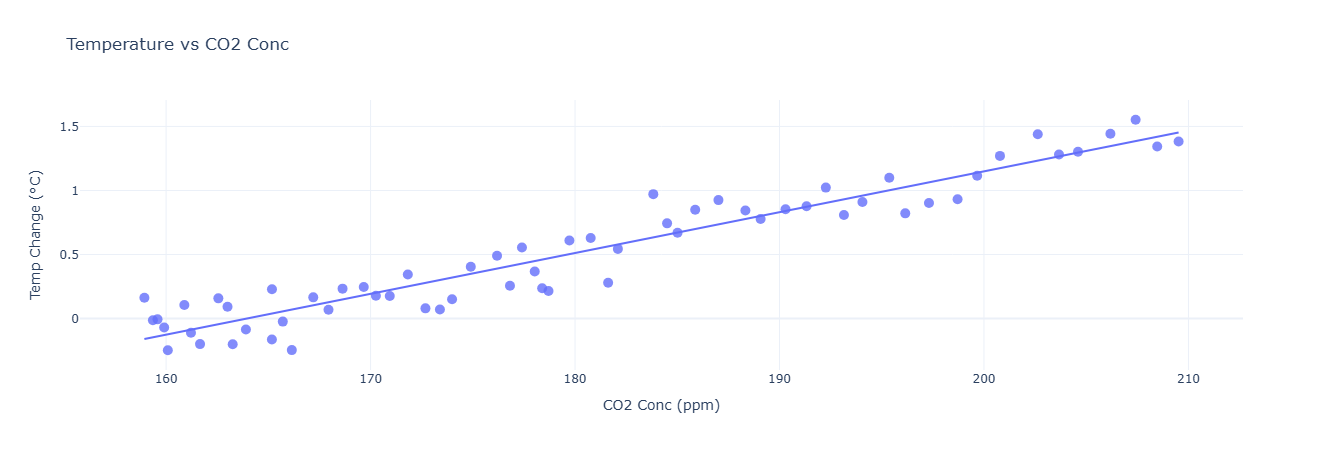 Temperature vs CO2 Conc
Temp Change (°C)
1.5
1
0.5
0
160 170 180 190 200 210
CO2 Conc (ppm)